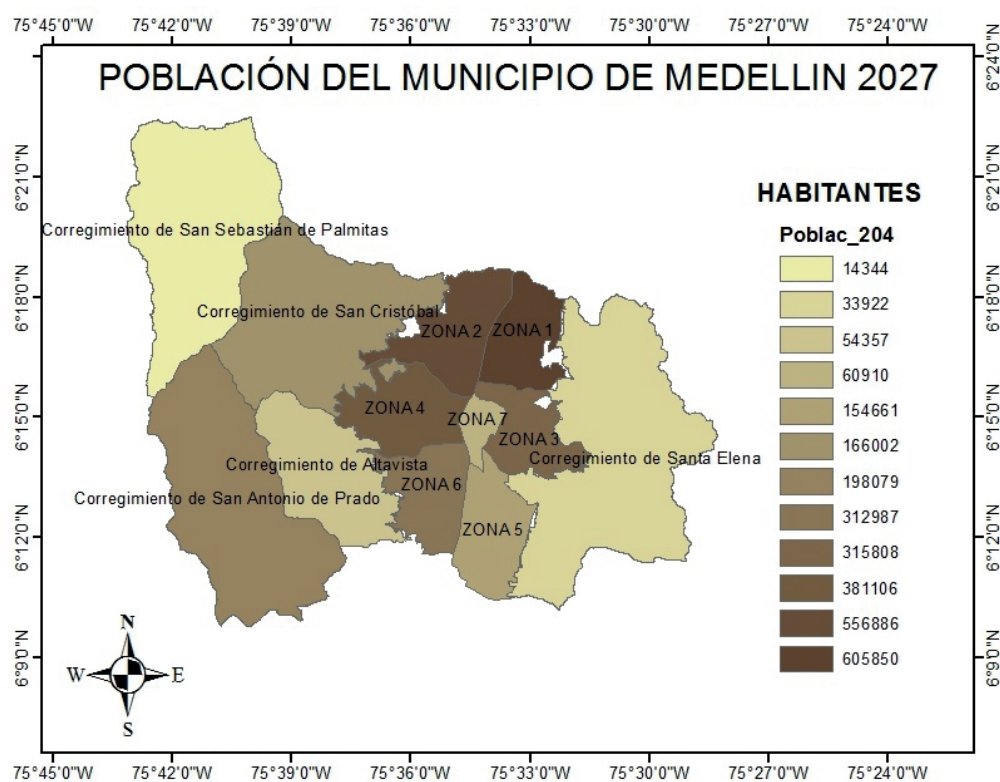 75°45'0"W 75°42'0"W 75°39'0"W 75°36'0"W 75°33'0"W 75°30'0"W 75°27'0"W 75°24'0"W
6°24'0"N 6°24'0"N
POBLACIÓN DEL MUNICIPIO DE MEDELLIN 2027
6°21'0"N 6°21'0"N
HABITANTES
Poblac_204
14344
33922
54357
60910
154661
166002
198079
312987
315808
381106
556886
605850
Corregimiento de San Sebastián de Palmitas
6°18'0"N 6°18'0"N
Corregimiento de San Cristóbal
ZONA 2
ZONA 1
6°15'0"N 6°15'0"N
ZONA 4
ZONA 7
ZONA 3
Corregimiento de Santa Elena
Corregimiento de Altavista
ZONA 6
Corregimiento de San Antonio de Prado
ZONA 5
6°12'0"N 6°12'0"N
6°9'0"N 6°9'0"N
N
W E
S
75°45'0"W 75°42'0"W 75°39'0"W 75°36'0"W 75°33'0"W 75°30'0"W 75°27'0"W 75°24'0"W